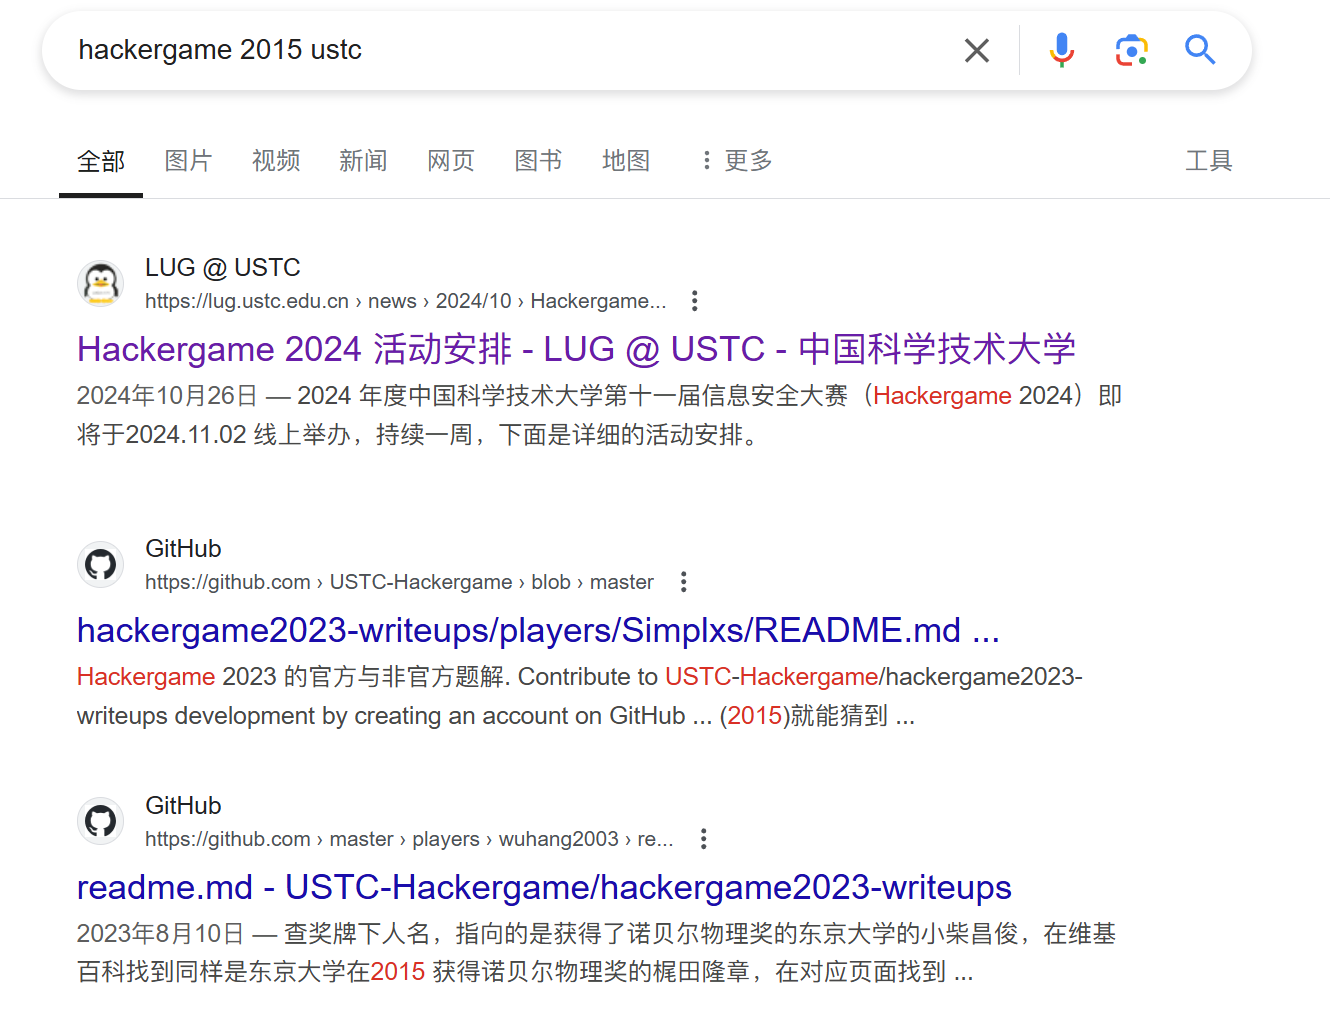 hackergame 2015 ustc
全部 图片 视频 新闻 网页 图书 地图 更多 工具
LUG @ USTC
https://lug.ustc.edu.cn › news › 2024/10 › Hackergame...
Hackergame 2024 活动安排 - LUG @ USTC - 中国科学技术大学
2024年10月26日 — 2024 年度中国科学技术大学第十一届信息安全大赛（Hackergame 2024）即
将于2024.11.02 线上举办，持续一周，下面是详细的活动安排。
GitHub
https://github.com › USTC-Hackergame › blob › master
hackergame2023-writeups/players/Simplxs/README.md ...
Hackergame 2023 的官方与非官方题解. Contribute to USTC-Hackergame/hackergame2023-
writeups development by creating an account on GitHub ... (2015)就能猜到 ...
GitHub
https://github.com › master › players › wuhang2003 › re...
readme.md - USTC-Hackergame/hackergame2023-writeups
2023年8月10日 — 查奖牌下人名，指向的是获得了诺贝尔物理奖的东京大学的小柴昌俊，在维基
百科找到同样是东京大学在2015 获得诺贝尔物理奖的梶田隆章，在对应页面找到 ...